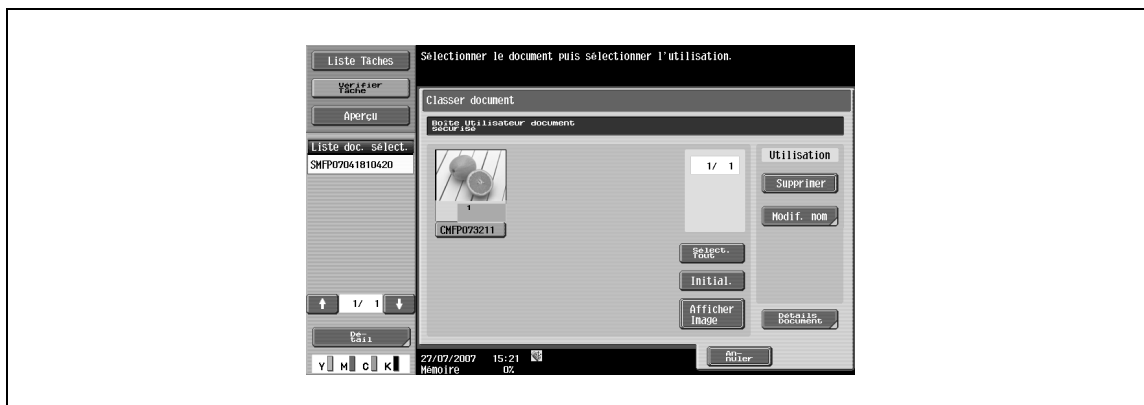 Liste Tâches
Vérifier
Tâche
Aperçu
Liste doc. sélect.
SMFP07041810420
1/ 1
Dé-
tail
Y M C K
Sélectionner le document puis sélectionner l'utilisation.
Classer document
Boîte Utilisateur document
sécurisé
1
CMFP073211
1/ 1
Sélect.
Tout
Initial.
Afficher
Image
Utilisation
Supprimer
Modif. nom
Détails
Document
27/07/2007 15:21
Mémoire 0%
An-
nuler